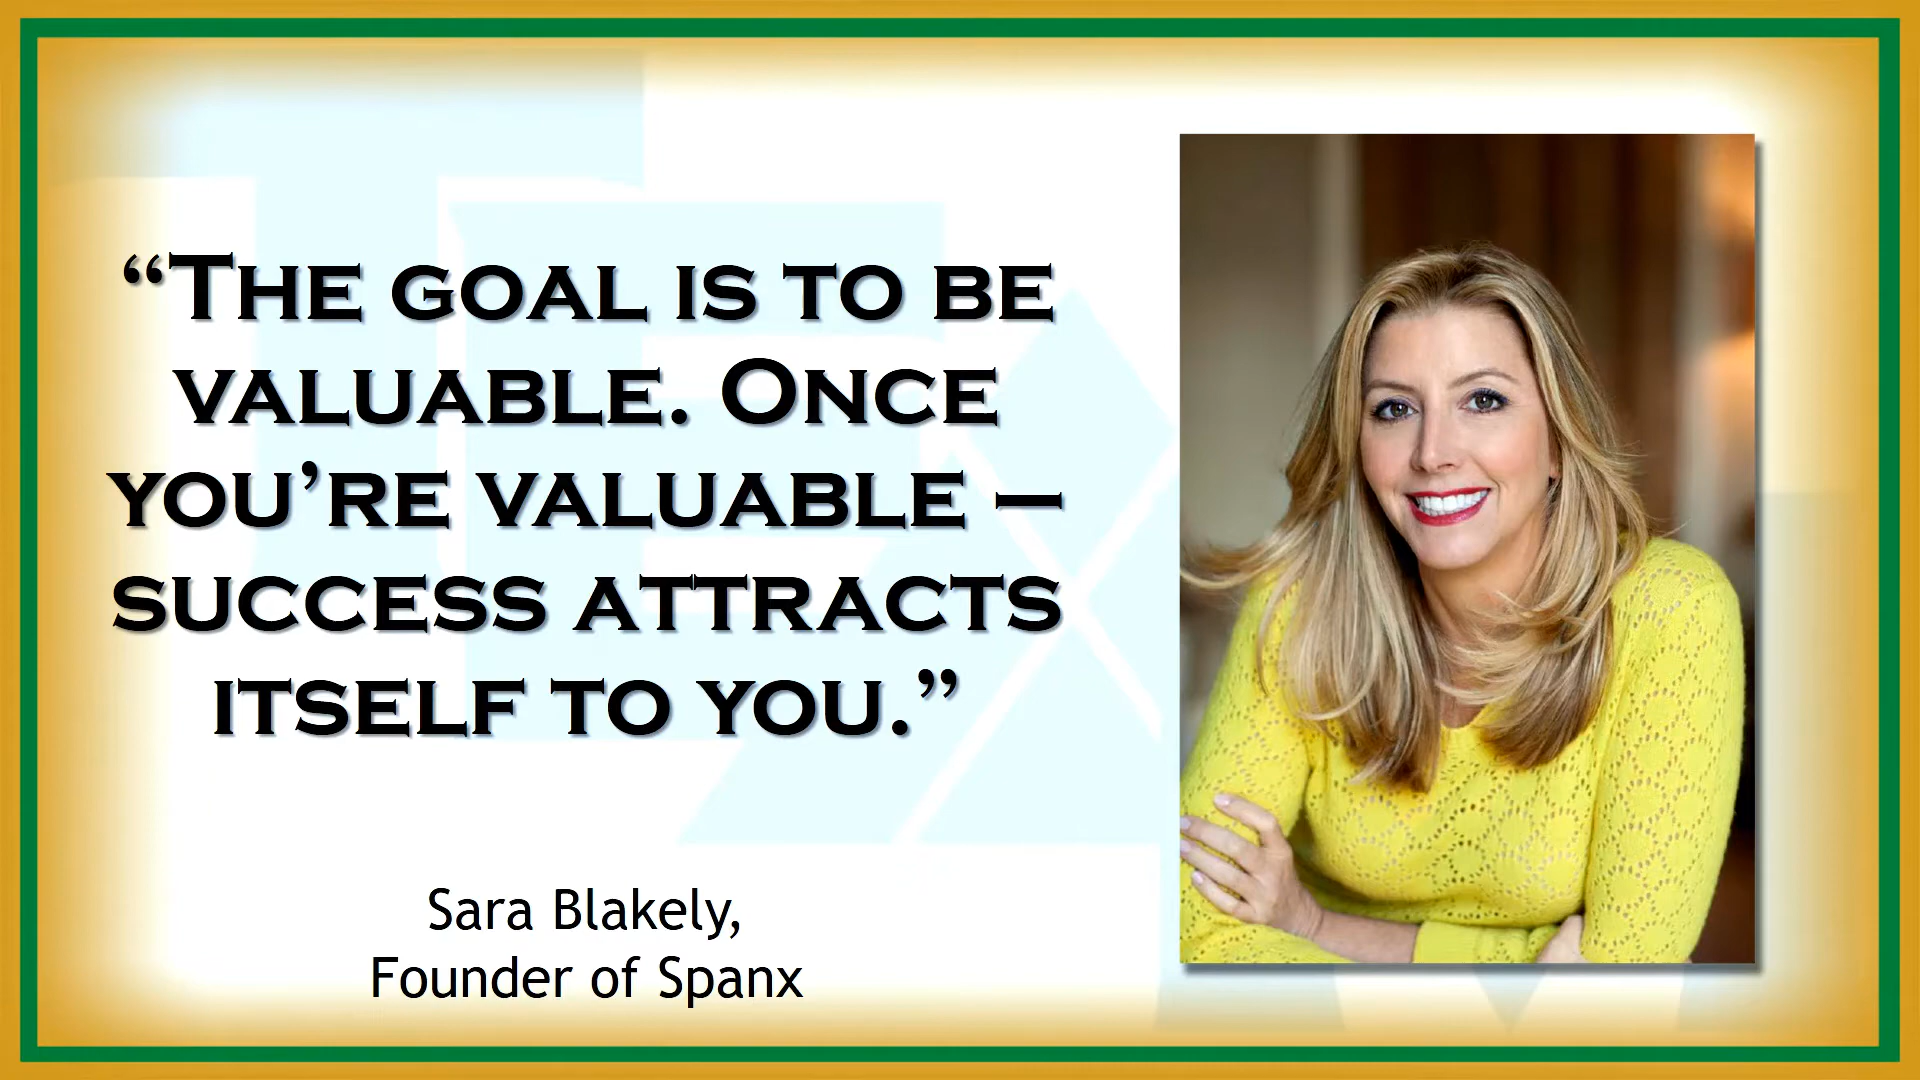 “The goal is to be
valuable. Once
you’re valuable –
success attracts
itself to you.”
Sara Blakely,
Founder of Spanx